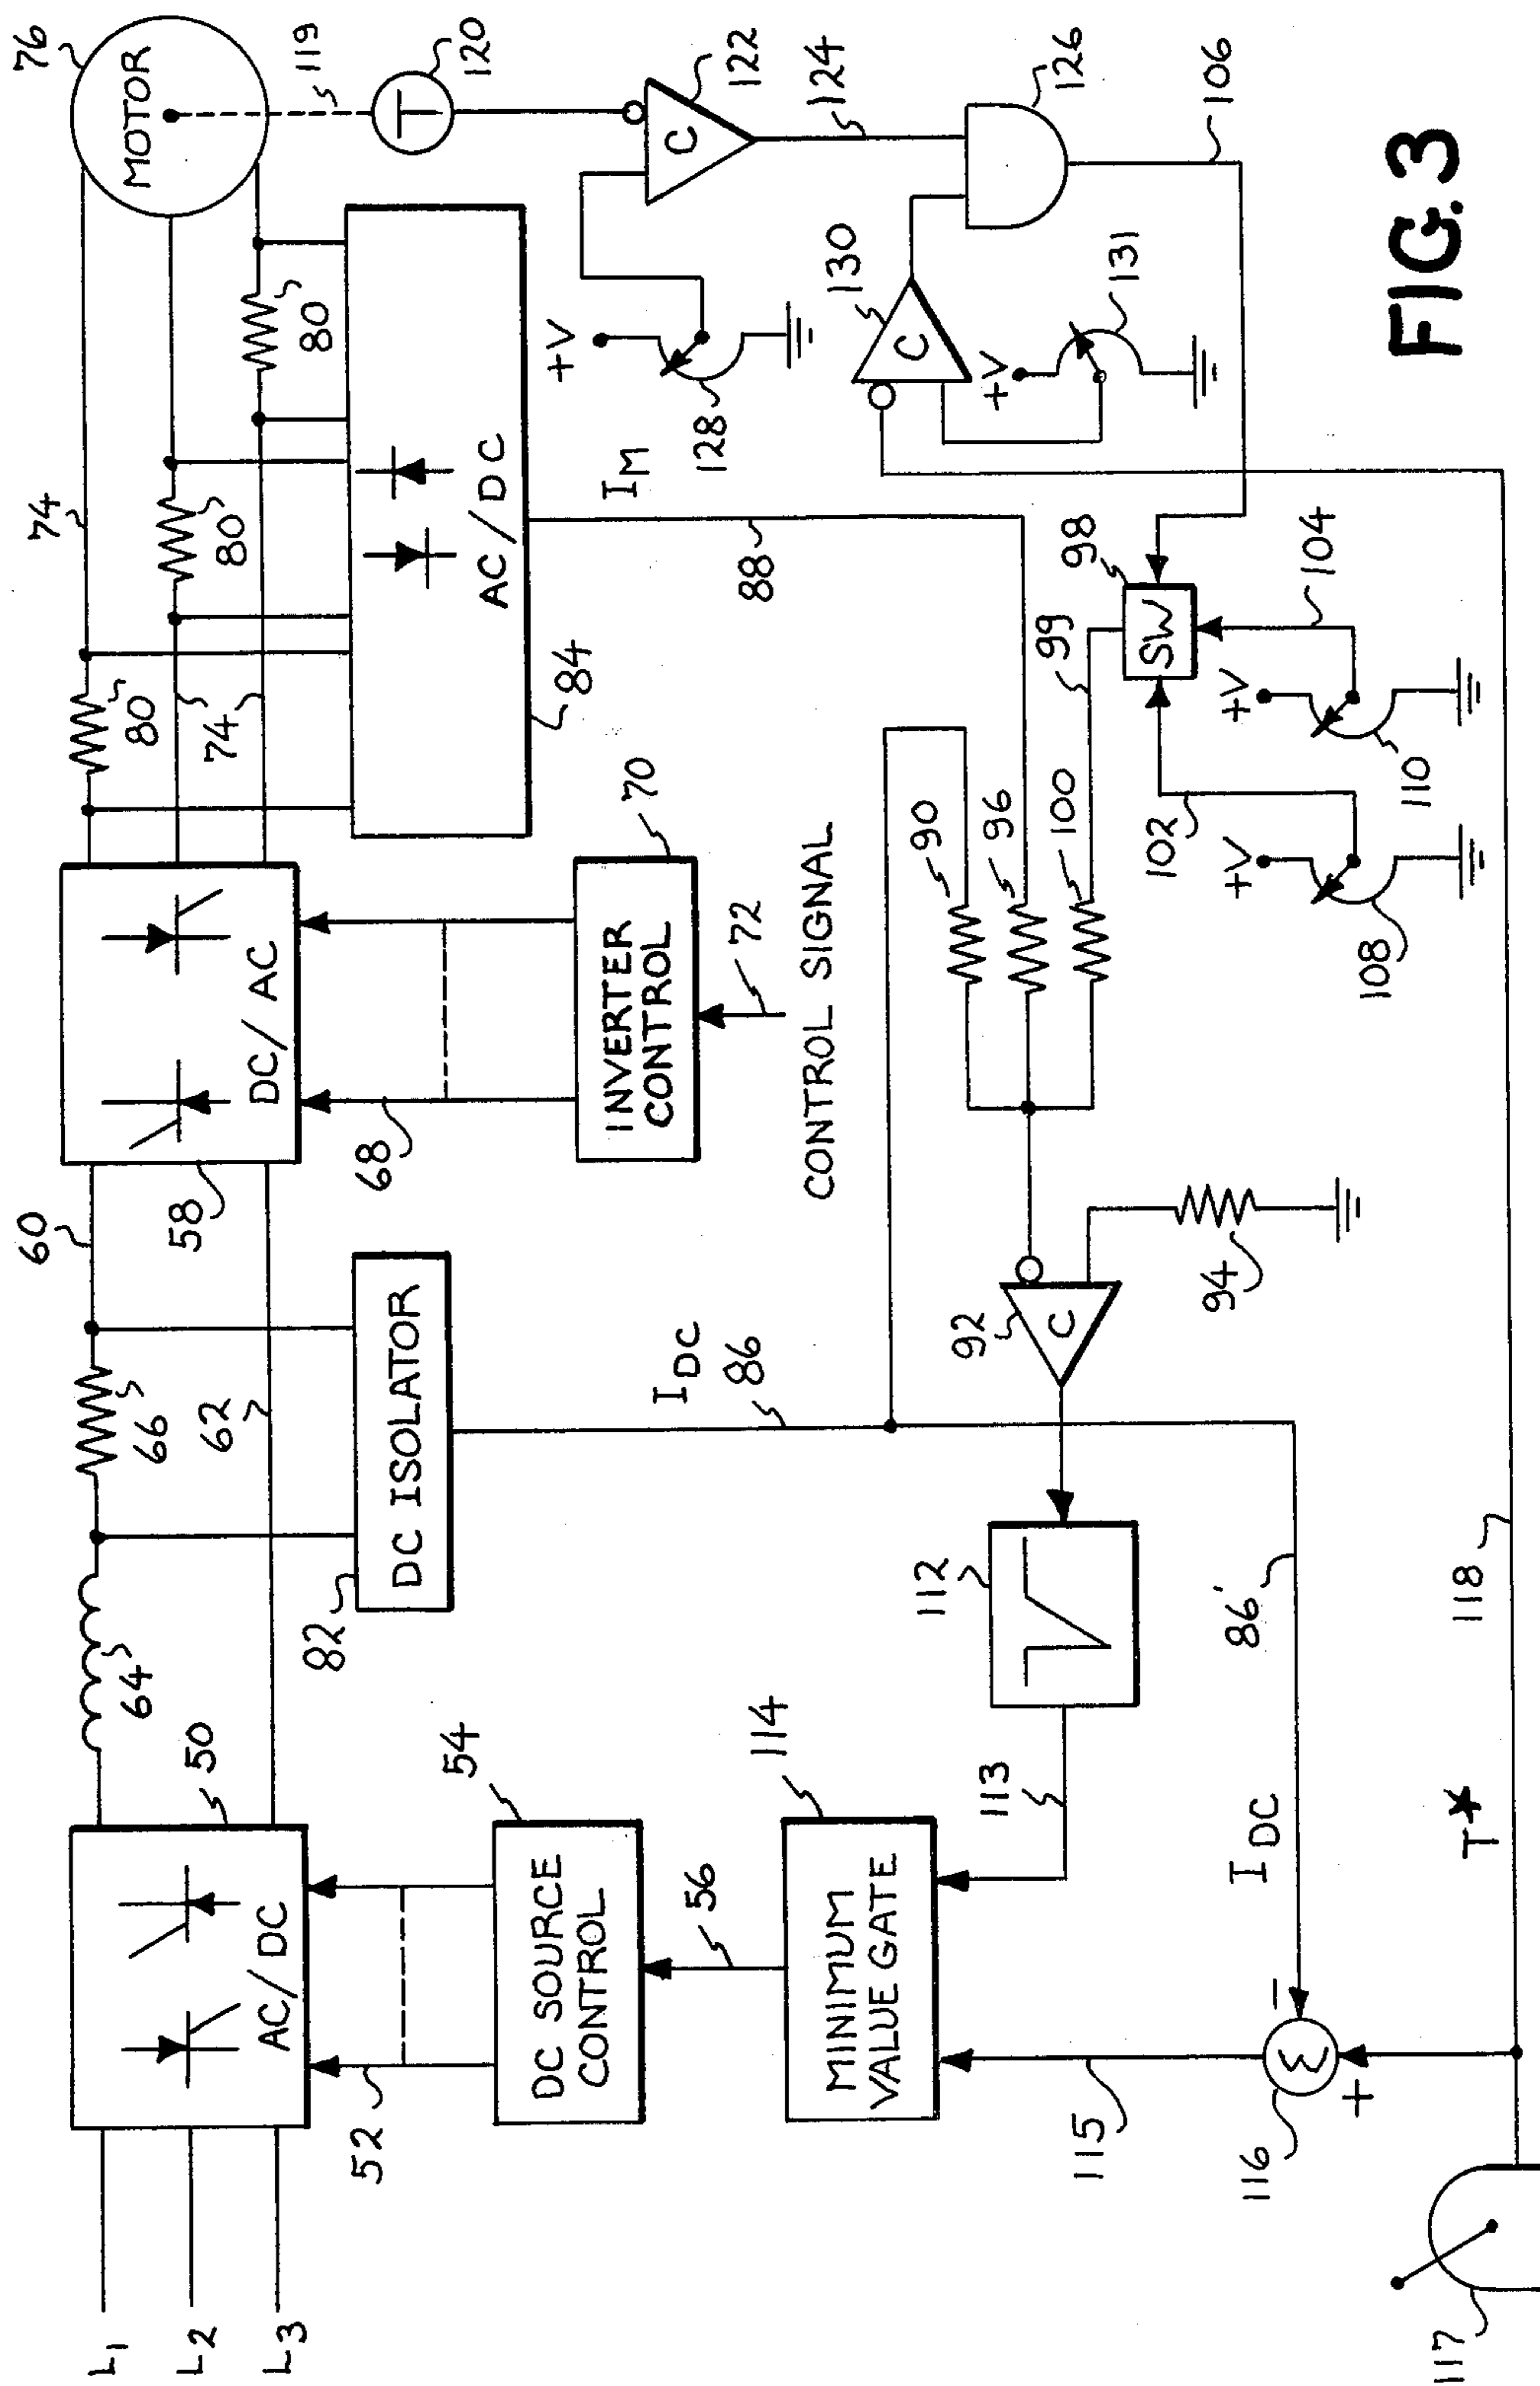 L1
L2
L3
50
AC/DC
64
66
62
60
58
DC/AC
74
80
80
80
74
76
MOTOR
119
120
52
54
DC SOURCE
CONTROL
82
DC ISOLATOR
68
70
INVERTER
CONTROL
72
CONTROL SIGNAL
84
AC/DC
IM
88
+V
128
C
122
124
126
106
130
C
+V
131
56
114
MINIMUM
VALUE GATE
IDC
86
113
112
92
C
94
90
96
100
99
98
SW
102
104
+V
108
+V
110
115
116
Σ
+
−
IDC
86'
T*
118
117
FIG. 3